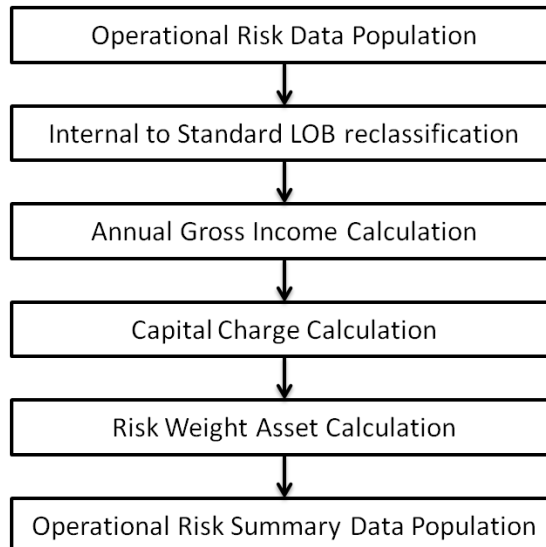 Operational Risk Data Population
Internal to Standard LOB reclassification
Annual Gross Income Calculation
Capital Charge Calculation
Risk Weight Asset Calculation
Operational Risk Summary Data Population